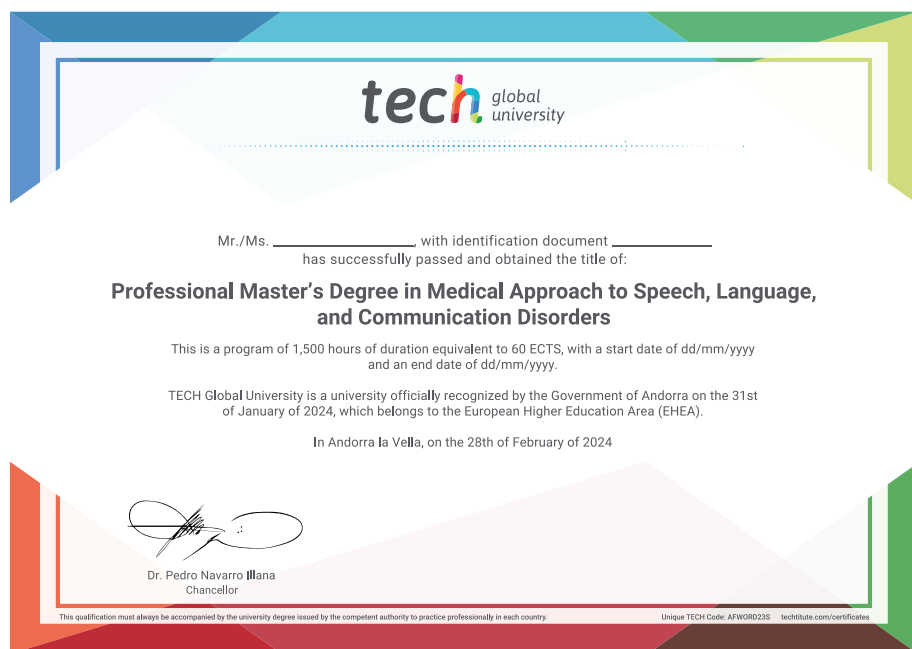 tech global
university
Mr./Ms. ____________, with identification document ____________
has successfully passed and obtained the title of:
Professional Master's Degree in Medical Approach to Speech, Language,
and Communication Disorders
This is a program of 1,500 hours of duration equivalent to 60 ECTS, with a start date of dd/mm/yyyy
and an end date of dd/mm/yyyy.
TECH Global University is a university officially recognized by the Government of Andorra on the 31st
of January of 2024, which belongs to the European Higher Education Area (EHEA).
In Andorra la Vella, on the 28th of February of 2024
Dr. Pedro Navarro Illana
Chancellor
This qualification must always be accompanied by the university degree issued by the competent authority to practice professionally in each country.
Unique TECH Code: AFWORD23S techtitute.com/certificates